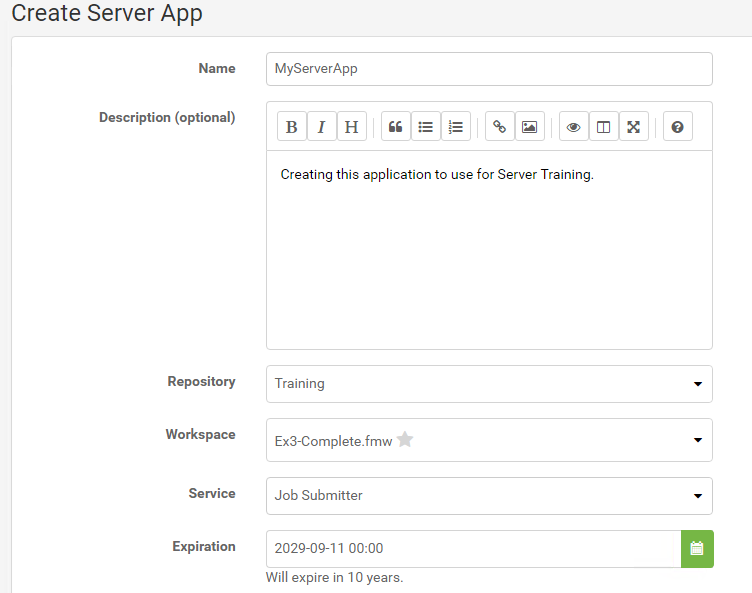 Create Server App
Name
MyServerApp
Description (optional)
B I H
Creating this application to use for Server Training.
Repository
Training
Workspace
Ex3-Complete.fmw
Service
Job Submitter
Expiration
2029-09-11 00:00
Will expire in 10 years.